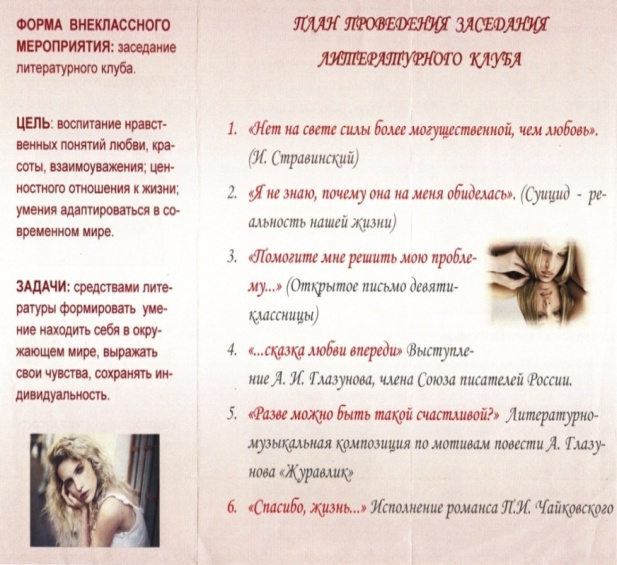 ФОРМА ВНЕКЛАССНОГО
МЕРОПРИЯТИЯ: заседание
литературного клуба.
ЦЕЛЬ: воспитание нравст-
венных понятий любви, кра-
соты, взаимоуважения; цен-
ностного отношения к жизни;
умения адаптироваться в со-
временном мире.
ЗАДАЧИ: средствами лите-
ратуры формировать уме-
ние находить себя в окру-
жающем мире, выражать
свои чувства, сохранять ин-
дивидуальность.
ПЛАН ПРОВЕДЕНИЯ ЗАСЕДАНИЯ
ЛИТЕРАТУРНОГО КЛУБА
1. «Нет на свете силы более могущественной, чем любовь».
(И. Стравинский)
2. «Я не знаю, почему она на меня обиделась». (Суицид - ре-
альность нашей жизни)
3. «Помогите мне решить мою пробле-
му...» (Открытое письмо девяти-
классницы)
4. «...сказка любви впереди» Выступле-
ние А. И. Глазунова, члена Союза писателей России.
5. «Разве можно быть такой счастливой?» Литературно-
музыкальная композиция по мотивам повести А. Глазу-
нова «Журавлик»
6. «Спасибо, жизнь...» Исполнение романса П.И. Чайковского